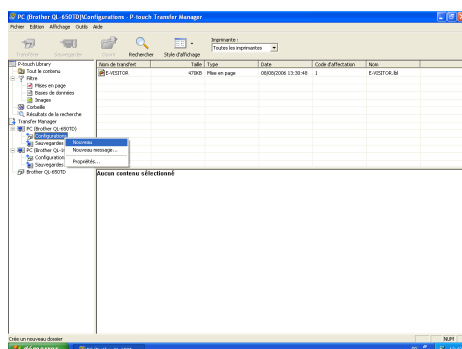 PC (Brother QL-650TD)\Configurations - P-touch Transfer Manager
Fichier Edition Affichage Outils Aide
Imprimante :
Toutes les imprimantes
Transférer Sauvegarder Ouvrir Rechercher Style d'affichage
P-touch Library
Tout le contenu
Filtre
Mises en page
Bases de données
Images
Corbeille
Résultats de la recherche
Transfer Manager
PC (Brother QL-650TD)
Configurations
Sauvegardes
PC (Brother QL-
Configuration
Sauvegardes
Brother QL-650TD
Nouveau
Nouveau message...
Propriétés...
Nom de transfert Taille Type Date Code d'affectation Nom
E-VISITOR 470KB Mise en page 08/08/2006 13:30:48 1 E-VISITOR.lbl
Aucun contenu sélectionné
Crée un nouveau dossier
NUM
démarrer